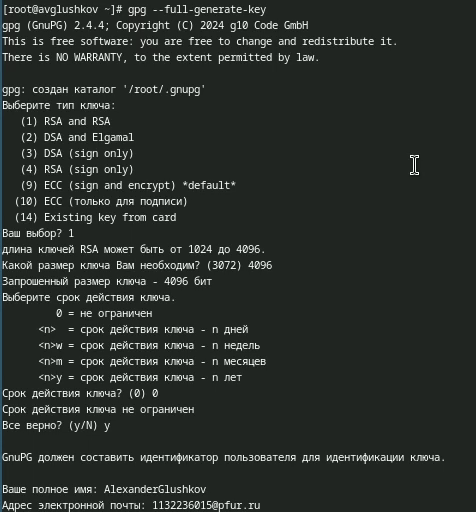 [root@avglushkov ~]# gpg --full-generate-key
gpg (GnuPG) 2.4.4; Copyright (C) 2024 g10 Code GmbH
This is free software: you are free to change and redistribute it.
There is NO WARRANTY, to the extent permitted by law.

gpg: создан каталог '/root/.gnupg'
Выберите тип ключа:
   (1) RSA and RSA
   (2) DSA and Elgamal
   (3) DSA (sign only)
   (4) RSA (sign only)
   (9) ECC (sign and encrypt) *default*
  (10) ECC (только для подписи)
  (14) Existing key from card
Ваш выбор? 1
длина ключей RSA может быть от 1024 до 4096.
Какой размер ключа Вам необходим? (3072) 4096
Запрошенный размер ключа - 4096 бит
Выберите срок действия ключа.
         0 = не ограничен
      <n>  = срок действия ключа - n дней
      <n>w = срок действия ключа - n недель
      <n>m = срок действия ключа - n месяцев
      <n>y = срок действия ключа - n лет
Срок действия ключа? (0) 0
Срок действия ключа не ограничен
Все верно? (y/N) y

GnuPG должен составить идентификатор пользователя для идентификации ключа.

Ваше полное имя: AlexanderGlushkov
Адрес электронной почты: 1132236015@pfur.ru